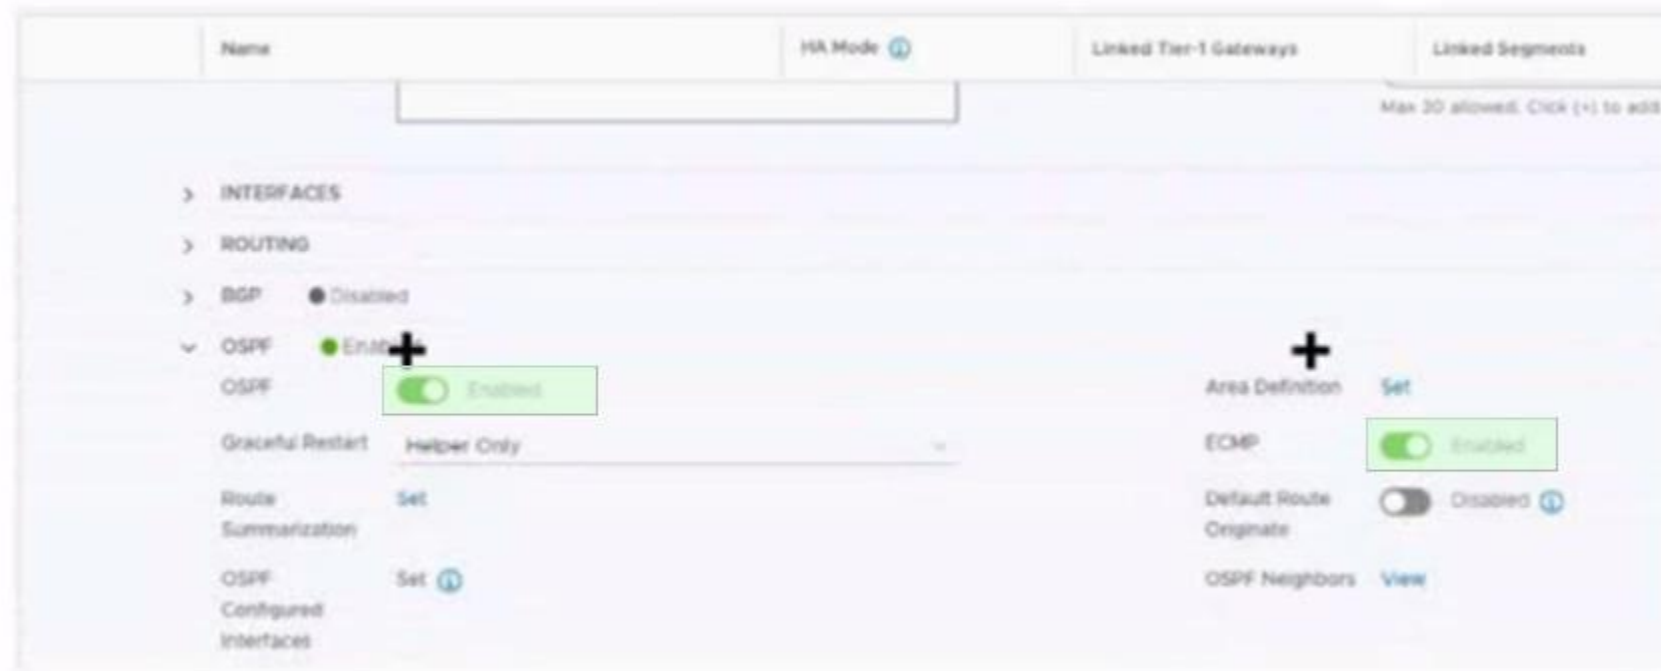 Name HA Mode Linked Tier-1 Gateways Linked Segments
Max 20 allowed. Click (+) to add
INTERFACES
ROUTING
BGP Disabled
OSPF
OSPF Enabled
Area Definition Set
Graceful Restart Helper Only
ECMP Enabled
Route Summarization Set
Default Route Originate Disabled
OSPF Configured Interfaces Set
OSPF Neighbors View